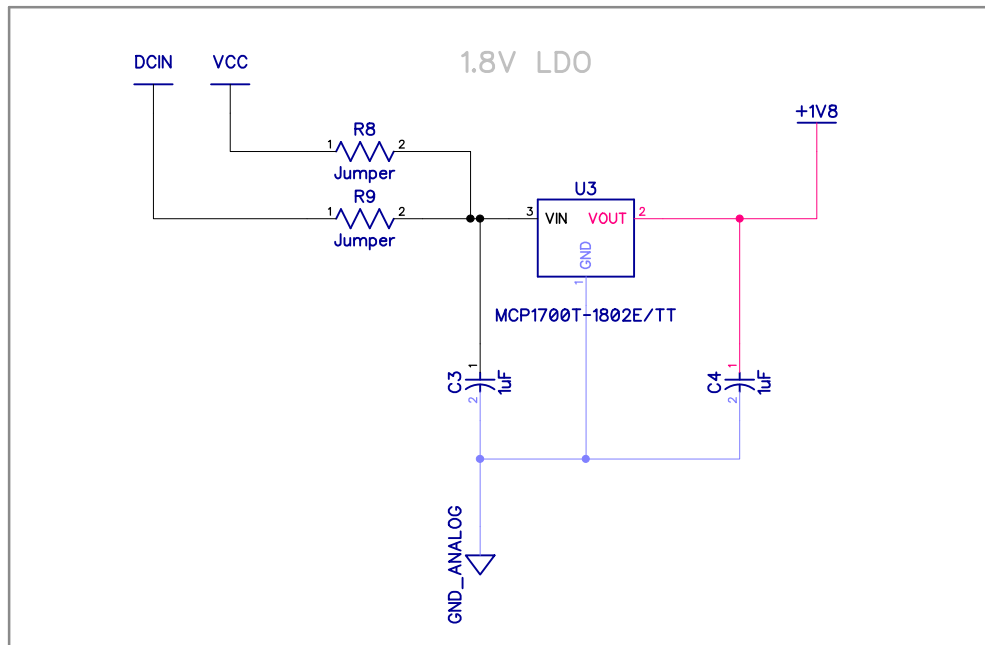 1.8V LDO
DCIN
VCC
+1V8
R8
1
2
Jumper
R9
1
2
Jumper
U3
3
VIN
VOUT
2
GND
1
MCP1700T-1802E/TT
1
C3
1uF
2
1
C4
1uF
2
GND_ANALOG